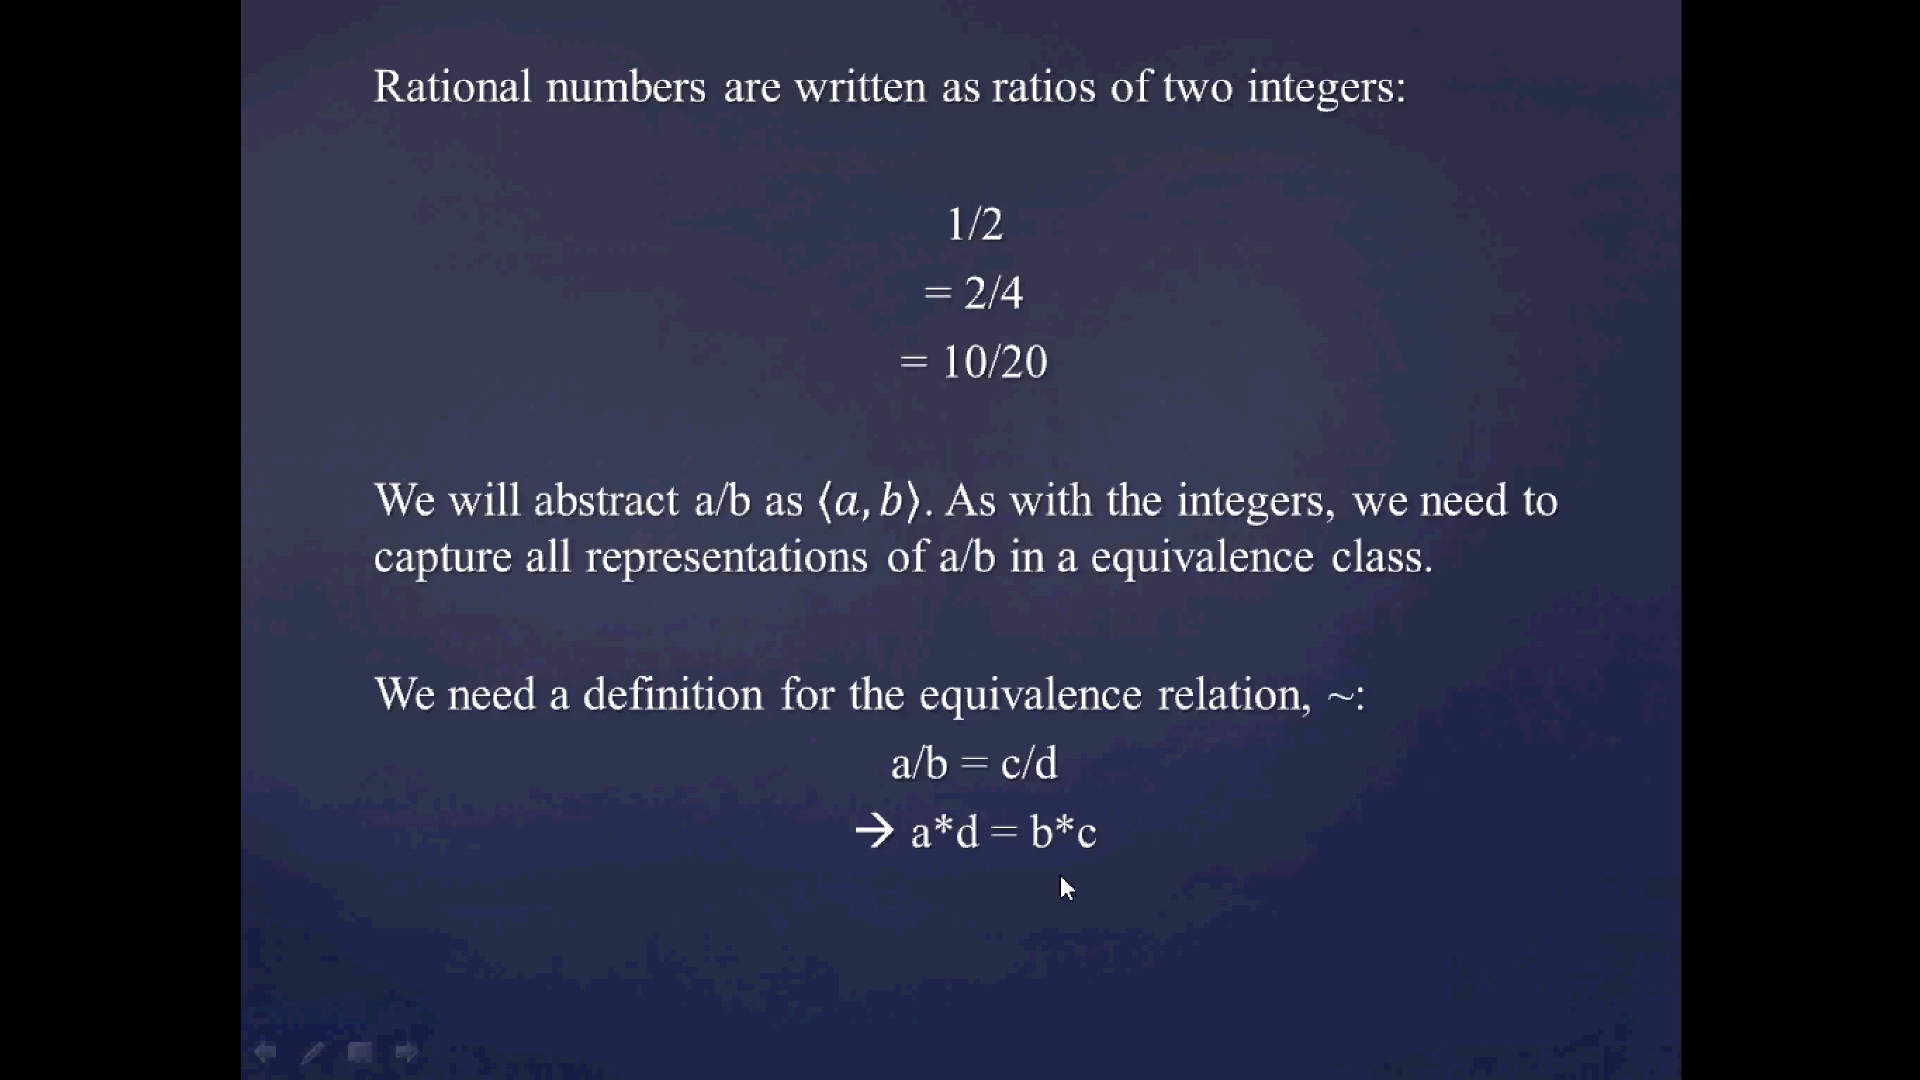 Rational numbers are written as ratios of two integers:
1/2
= 2/4
= 10/20
We will abstract a/b as ⟨a, b⟩. As with the integers, we need to
capture all representations of a/b in a equivalence class.
We need a definition for the equivalence relation, ~:
a/b = c/d
→ a*d = b*c